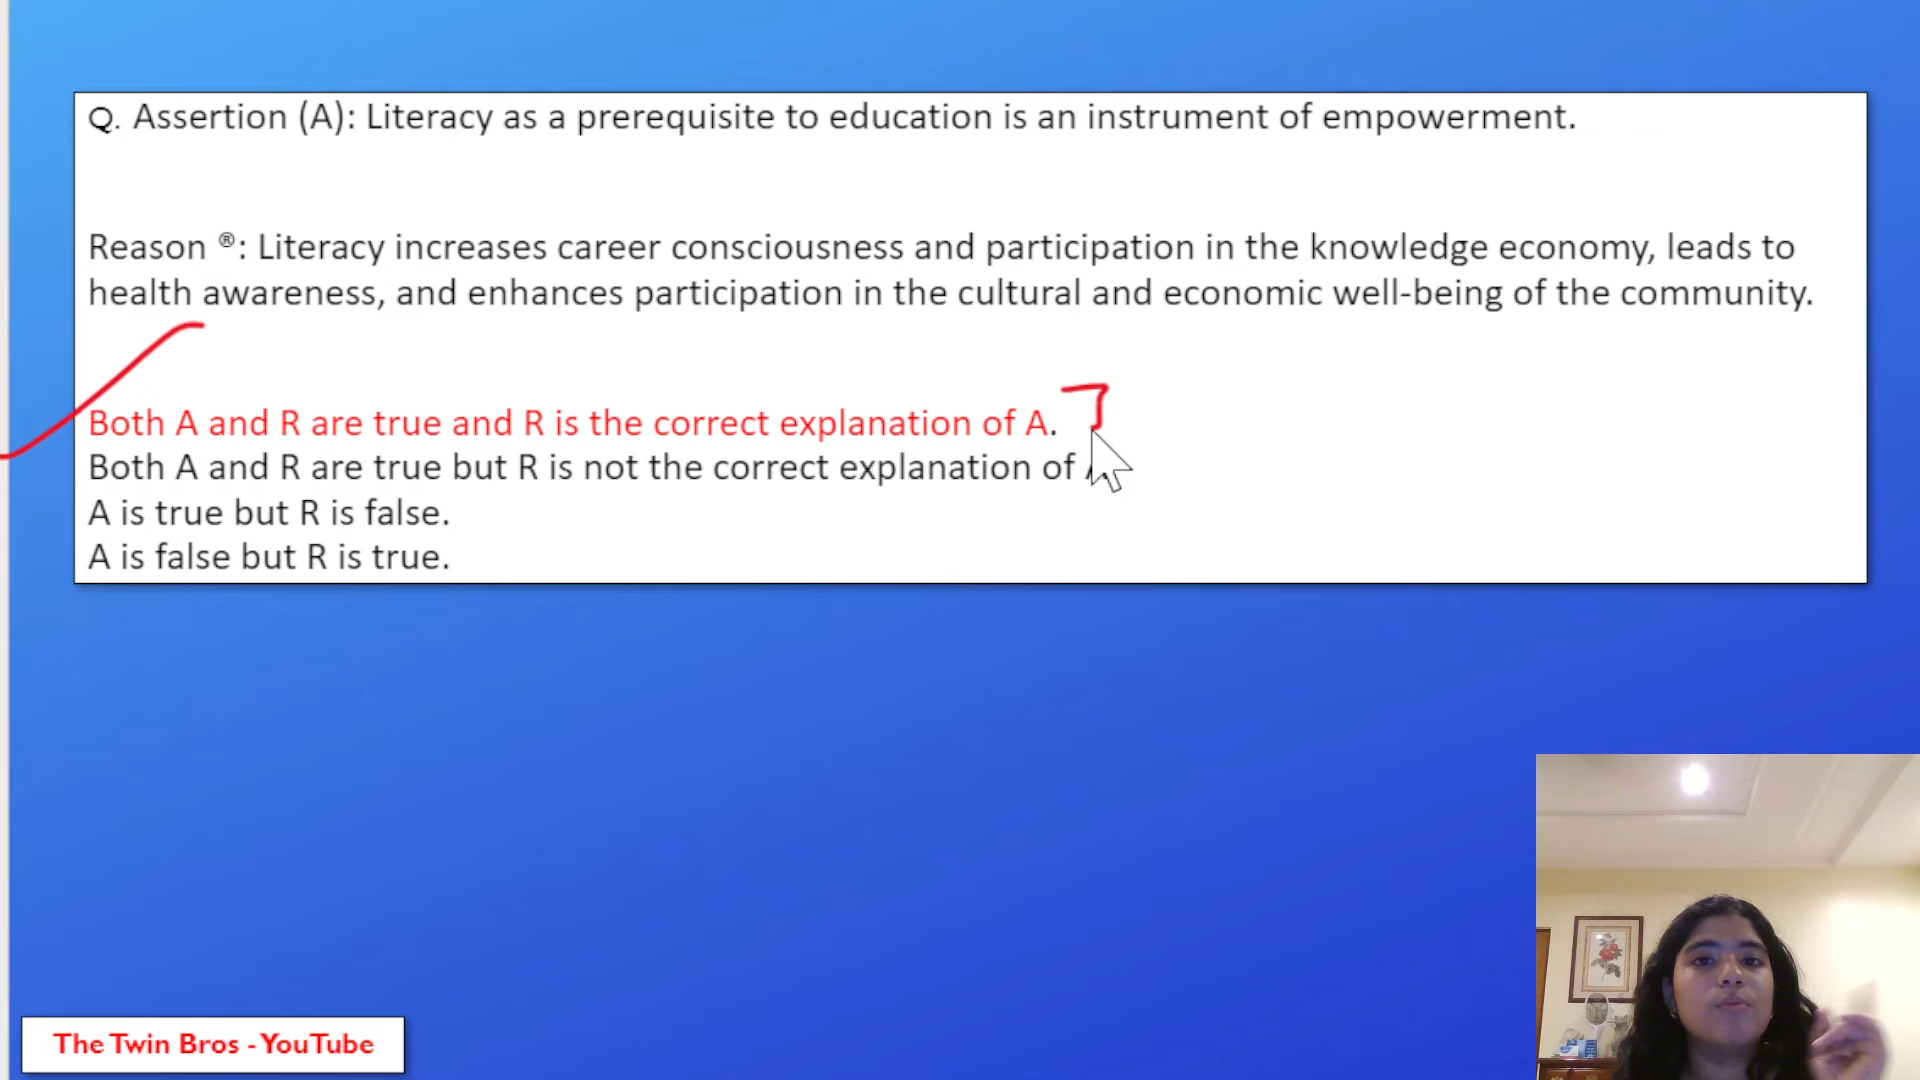 Q. Assertion (A): Literacy as a prerequisite to education is an instrument of empowerment.
Reason ®: Literacy increases career consciousness and participation in the knowledge economy, leads to
health awareness, and enhances participation in the cultural and economic well-being of the community.
Both A and R are true and R is the correct explanation of A.
Both A and R are true but R is not the correct explanation of
A is true but R is false.
A is false but R is true.
The Twin Bros - YouTube